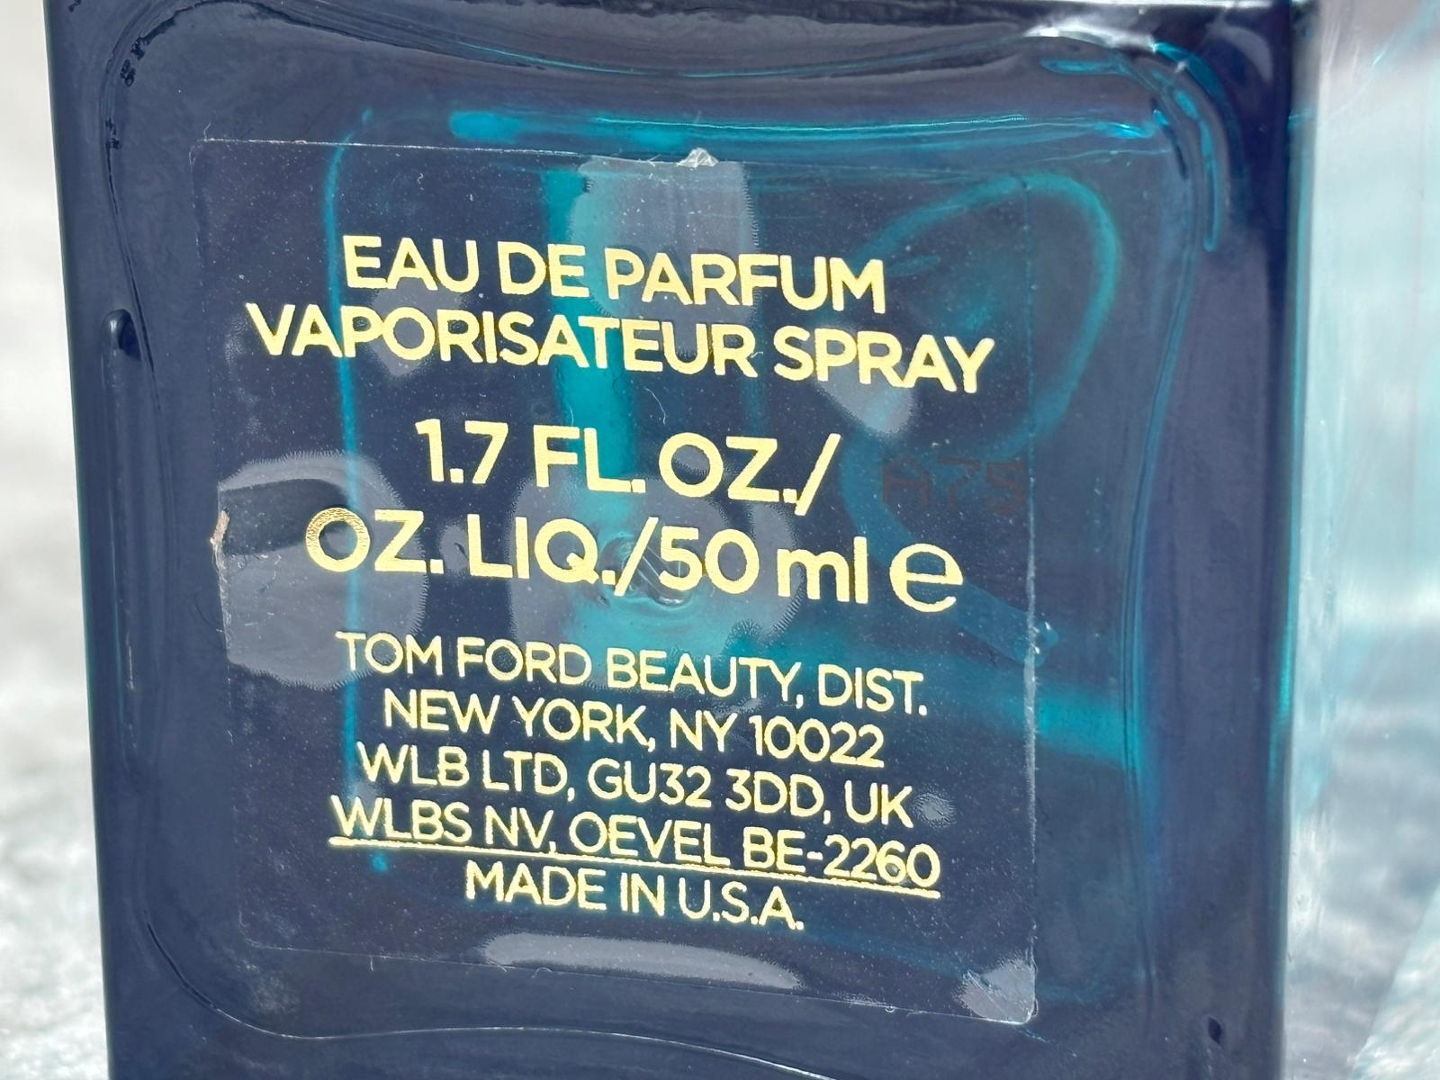 EAU DE PARFUM
VAPORISATEUR SPRAY
1.7 FL. OZ./
OZ. LIQ./50 ml e
TOM FORD BEAUTY, DIST.
NEW YORK, NY 10022
WLB LTD, GU32 3DD, UK
WLBS NV, OEVEL BE-2260
MADE IN U.S.A.
A75